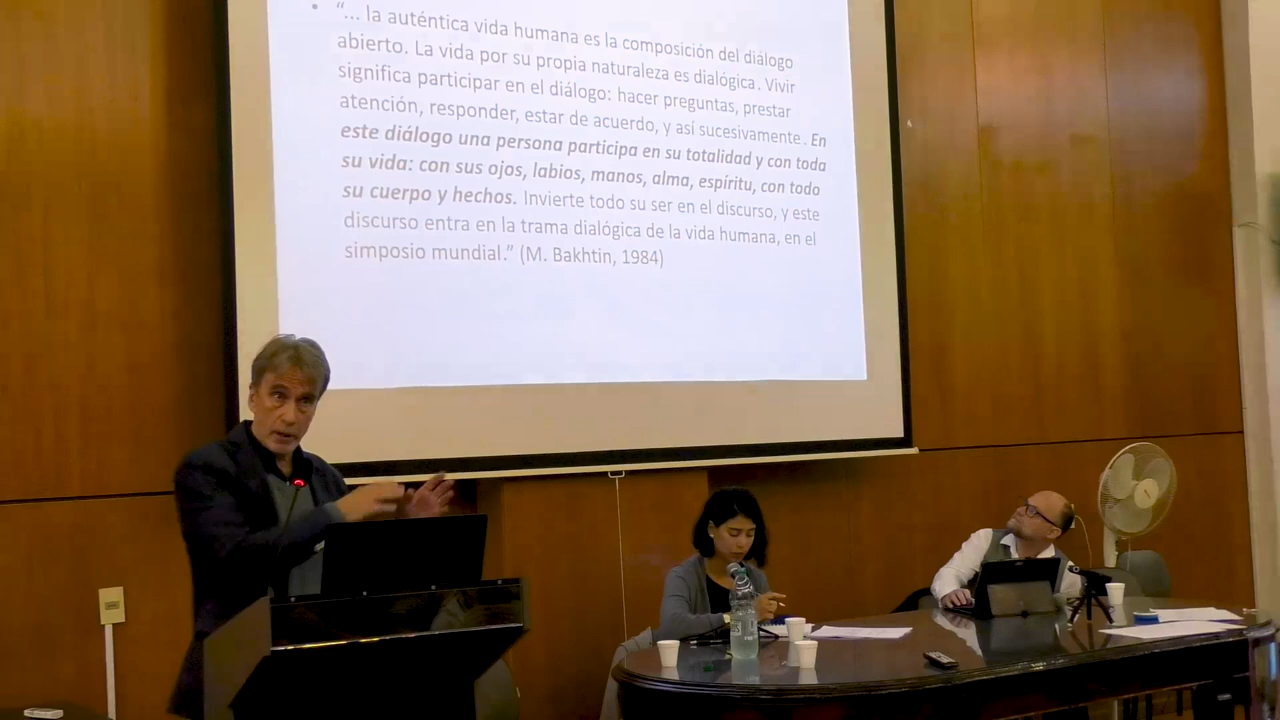 • “... la auténtica vida humana es la composición del diálogo
abierto. La vida por su propia naturaleza es dialógica. Vivir
significa participar en el diálogo: hacer preguntas, prestar
atención, responder, estar de acuerdo, y así sucesivamente. En
este diálogo una persona participa en su totalidad y con toda
su vida: con sus ojos, labios, manos, alma, espíritu, con todo
su cuerpo y hechos. Invierte todo su ser en el discurso, y este
discurso entra en la trama dialógica de la vida humana, en el
simposio mundial.” (M. Bakhtin, 1984)